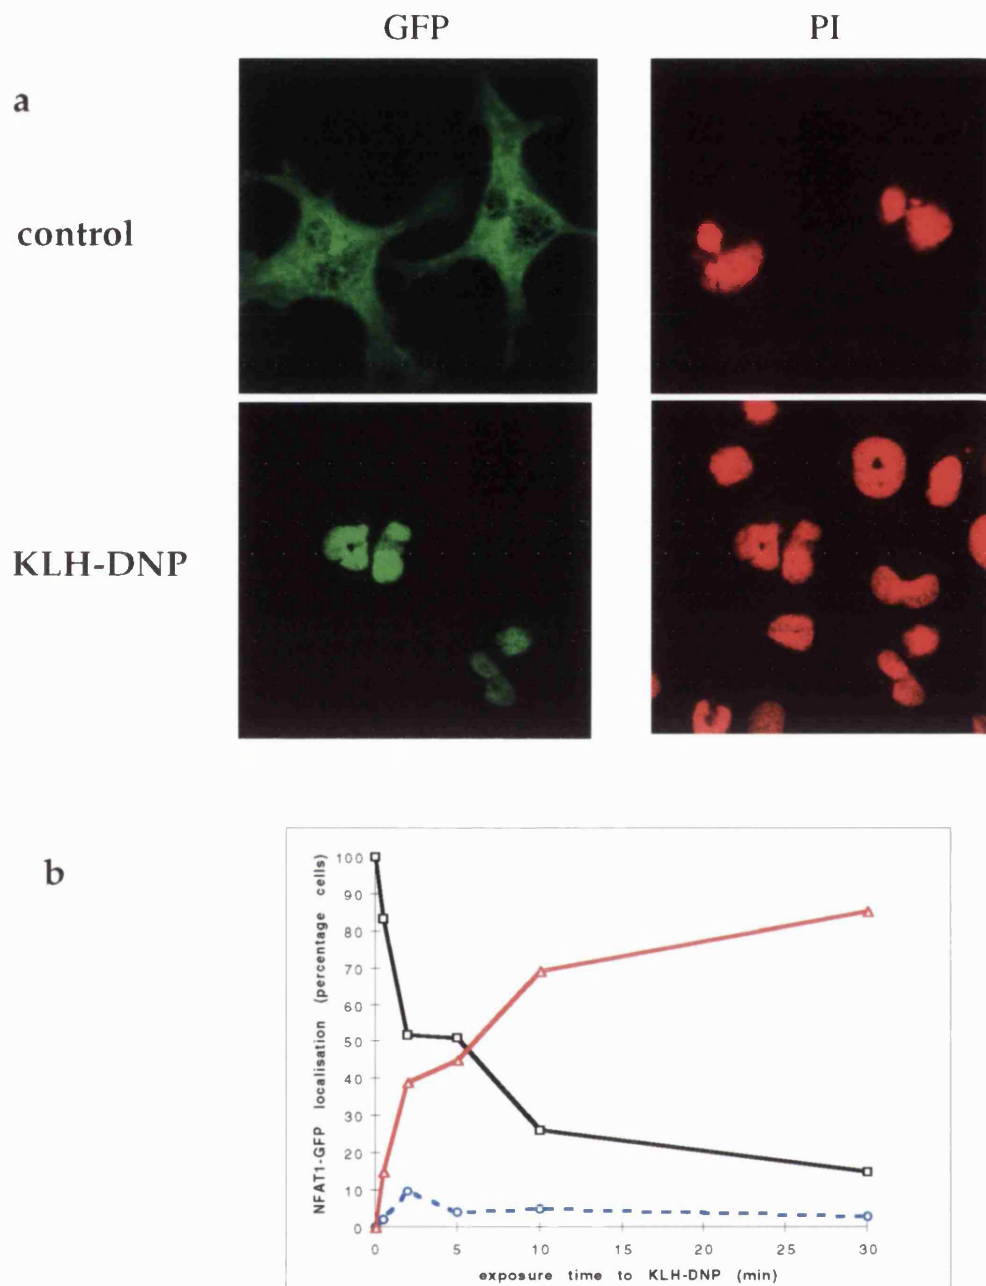 GFP PI
a
control
KLH-DNP
b
NFAT1-GFP localisation (percentage cells)
100
90
80
70
60
50
40
30
20
10
0
0 5 10 15 20 25 30
exposure time to KLH-DNP (min)